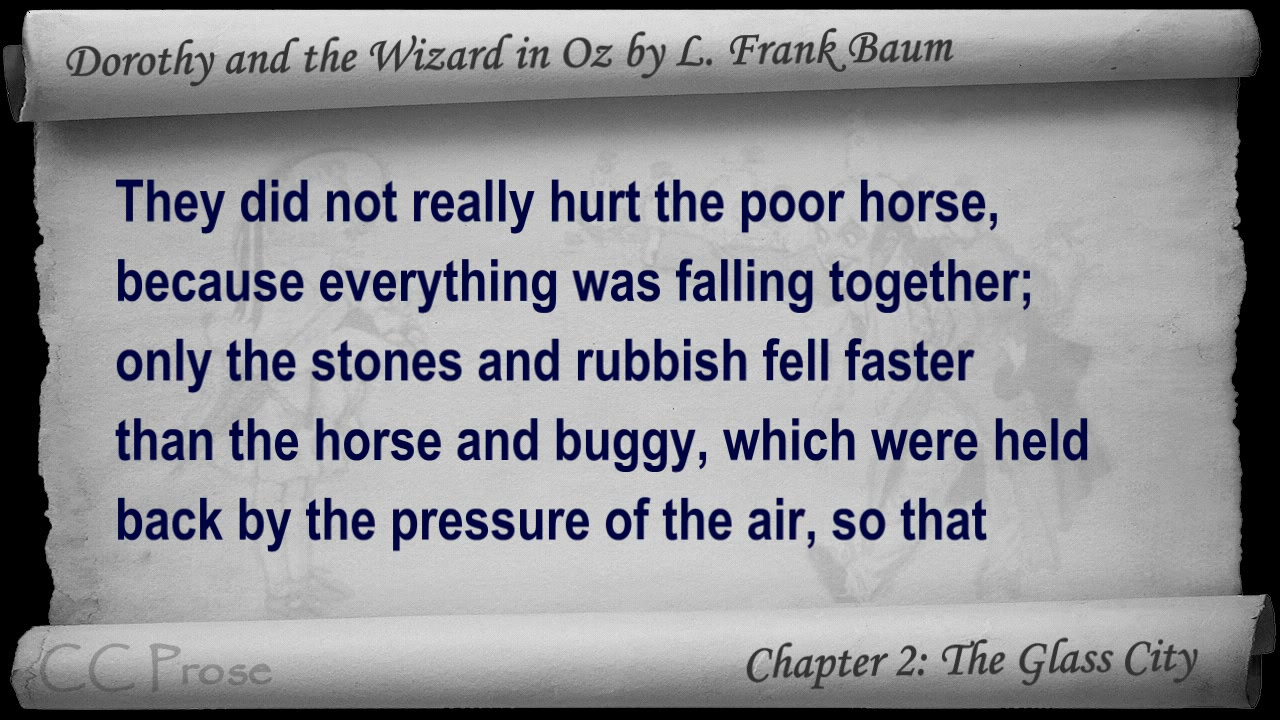 Dorothy and the Wizard in Oz by L. Frank Baum
They did not really hurt the poor horse,
because everything was falling together;
only the stones and rubbish fell faster
than the horse and buggy, which were held
back by the pressure of the air, so that
CC Prose
Chapter 2: The Glass City